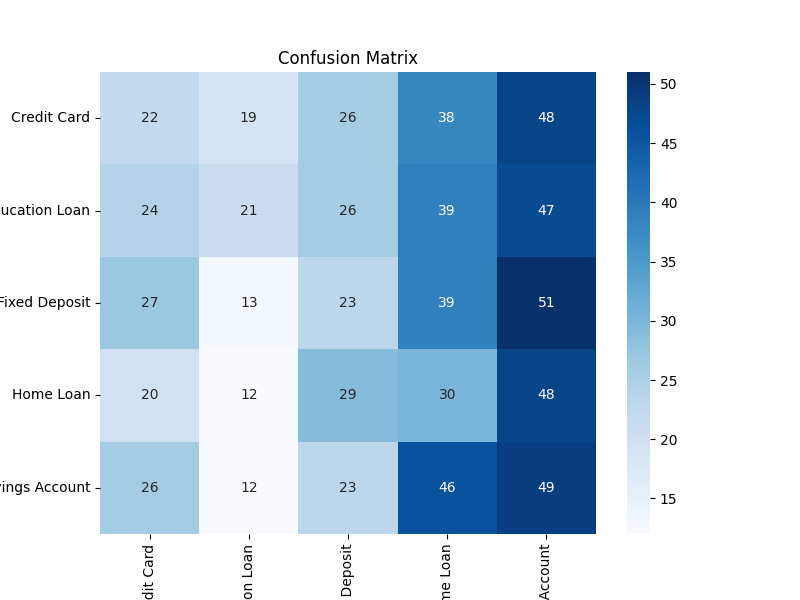 Confusion Matrix
Credit Card 22 19 26 38 48
ucation Loan 24 21 26 39 47
Fixed Deposit 27 13 23 39 51
Home Loan 20 12 29 30 48
ings Account 26 12 23 46 49
dit Card
on Loan
Deposit
me Loan
Account
50
45
40
35
30
25
20
15